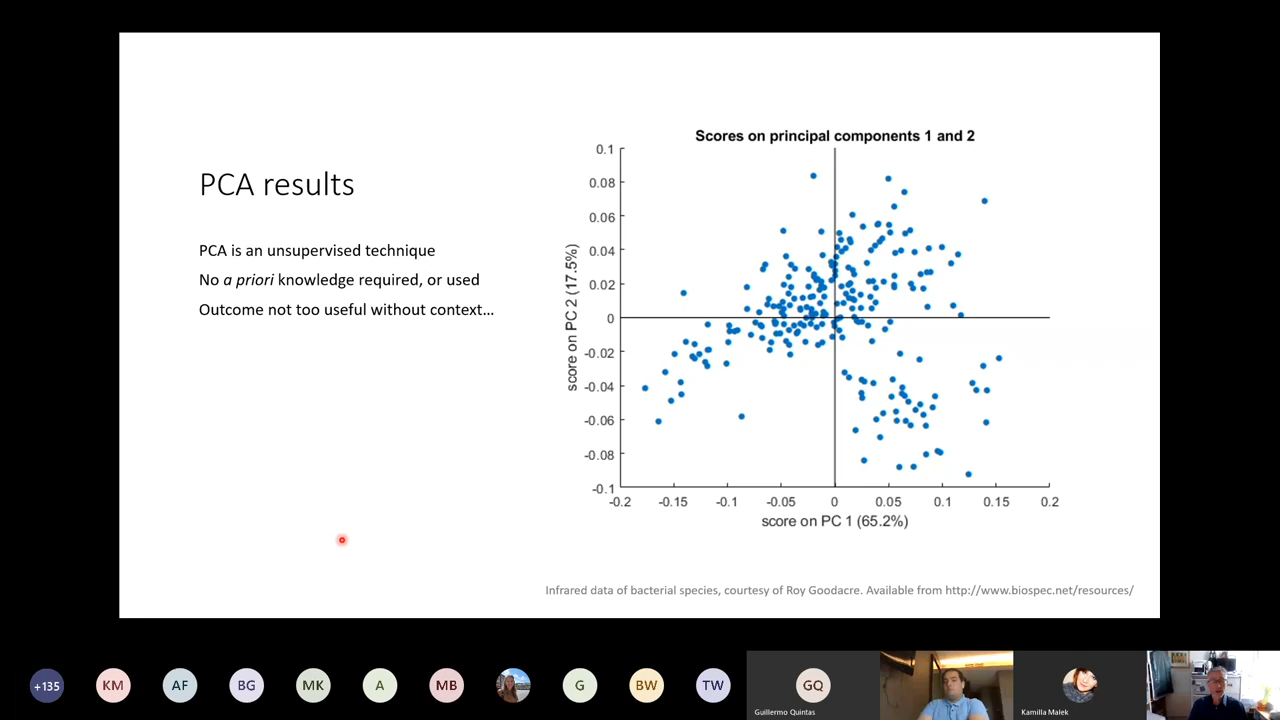 PCA results
PCA is an unsupervised technique
No a priori knowledge required, or used
Outcome not too useful without context...
Scores on principal components 1 and 2
0.1
0.08
0.06
0.04
0.02
0
-0.02
-0.04
-0.06
-0.08
-0.1
score on PC 2 (17.5%)
-0.2 -0.15 -0.1 -0.05 0 0.05 0.1 0.15 0.2
score on PC 1 (65.2%)
Infrared data of bacterial species, courtesy of Roy Goodacre. Available from http://www.biospec.net/resources/
+135 KM AF BG MK A MB G BW TW GQ
Guillermo Quintas
Kamilla Malek